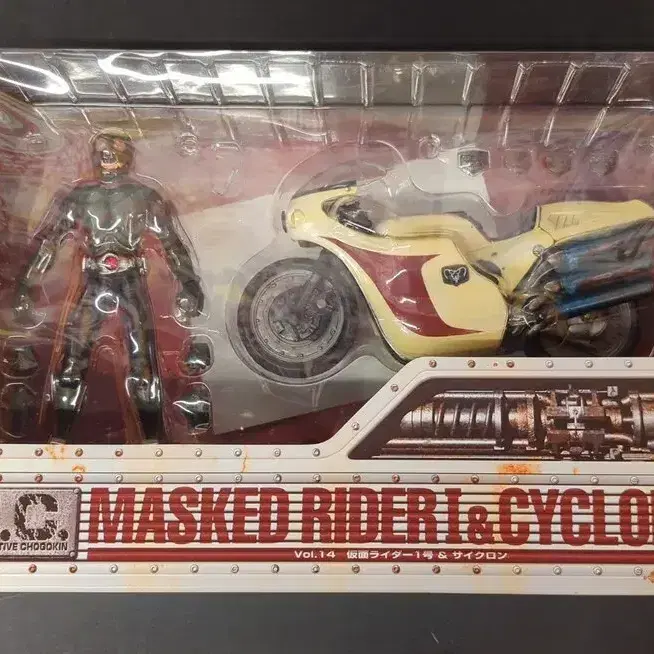 .C.
TIVE CHOGOKIN
MASKED RIDER I & CYCLO
Vol.14 仮面ライダー1号 & サイクロン